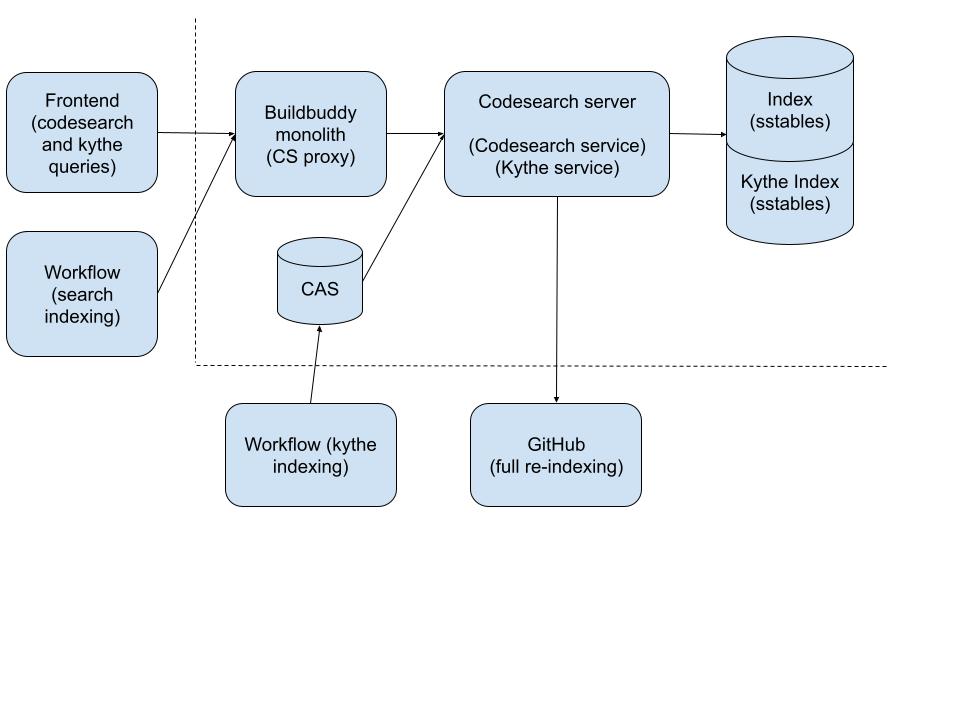 Frontend
(codesearch
and kythe
queries)
Buildbuddy
monolith
(CS proxy)
Codesearch server
(Codesearch service)
(Kythe service)
Index
(sstables)
Kythe Index
(sstables)
Workflow
(search
indexing)
CAS
Workflow (kythe
indexing)
GitHub
(full re-indexing)